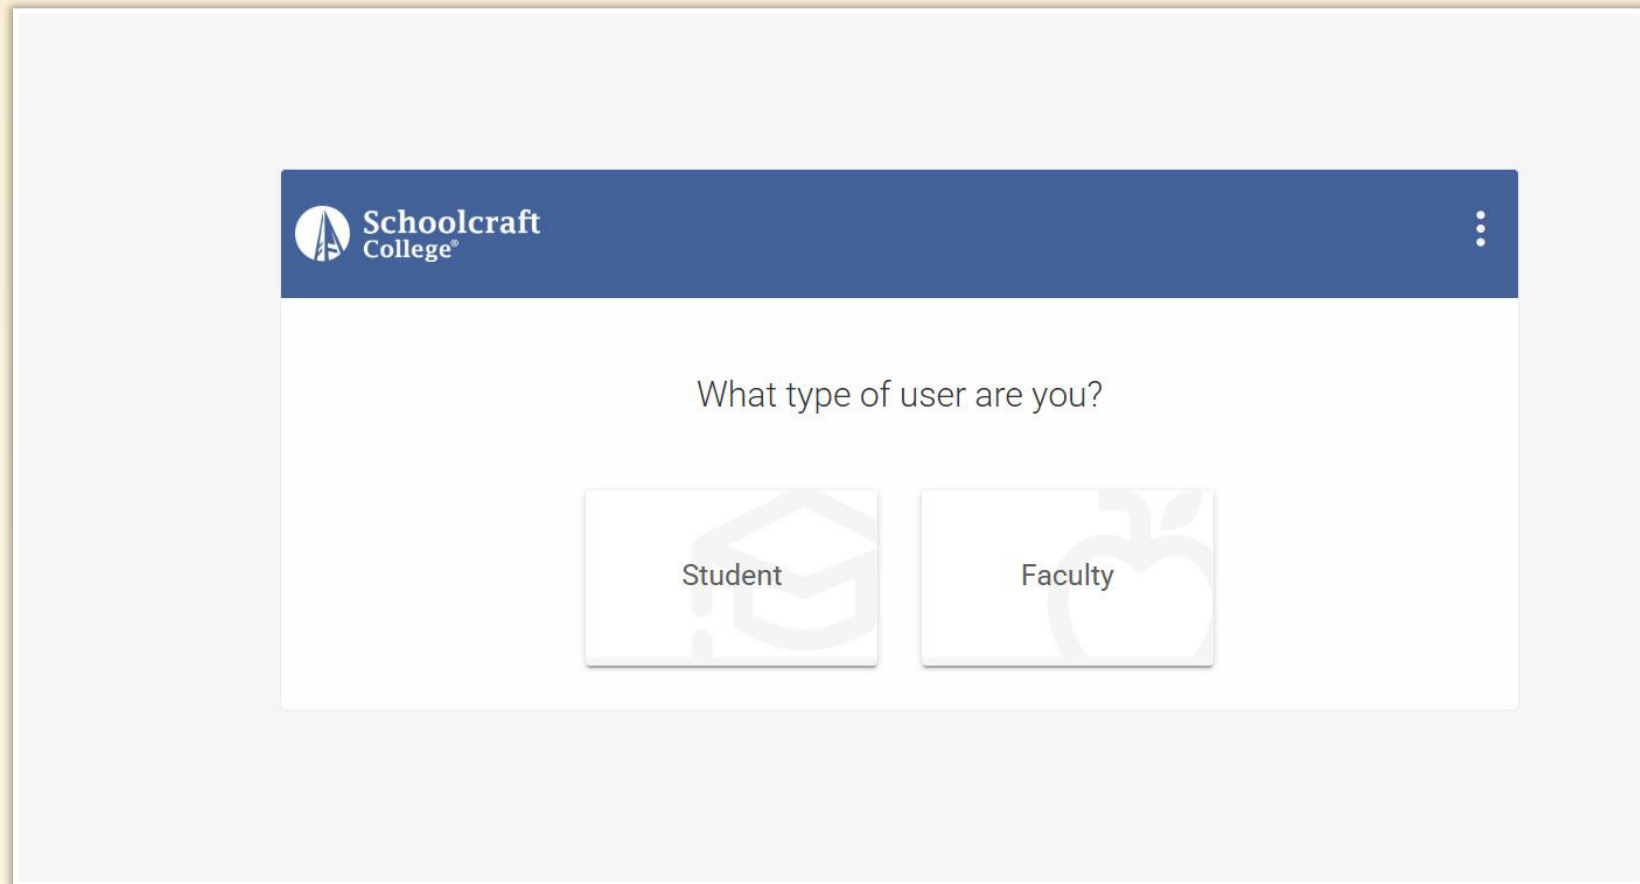 Schoolcraft
College®
What type of user are you?
Student
Faculty